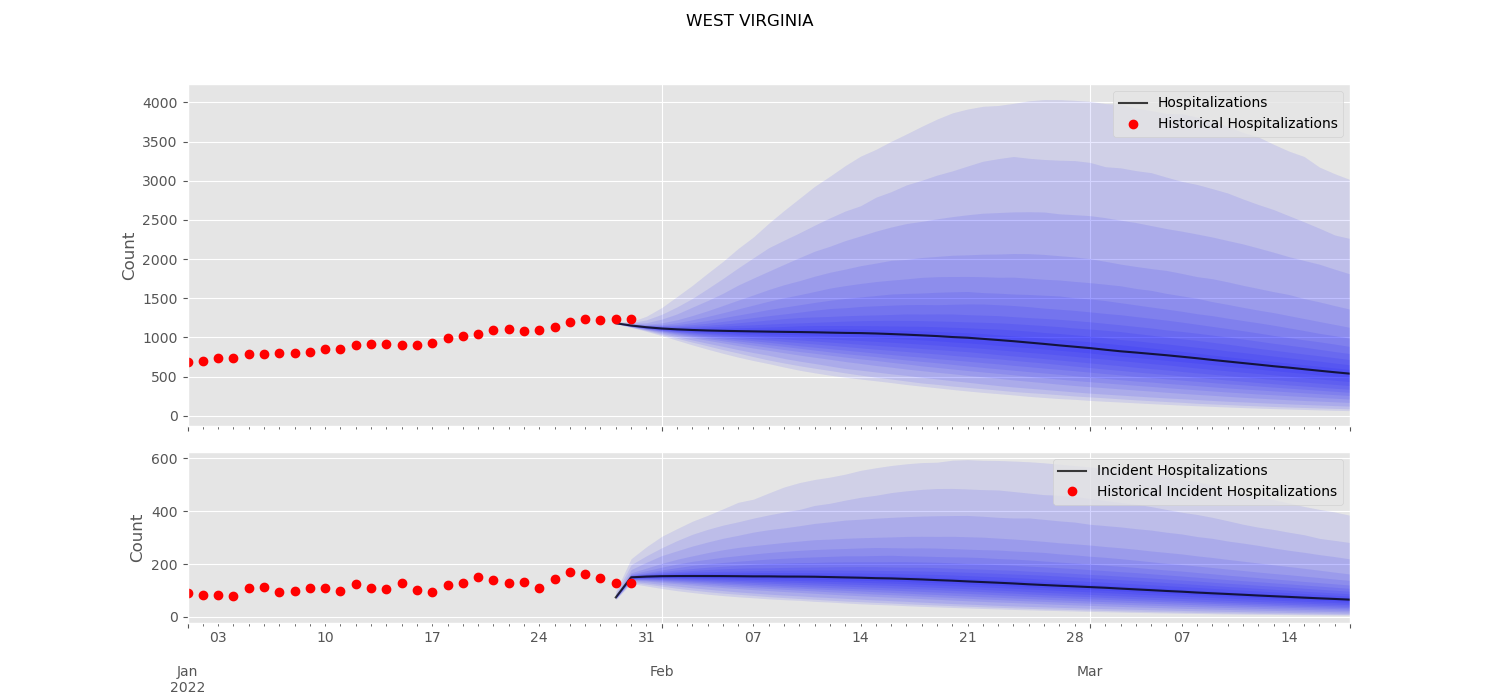 WEST VIRGINIA
4000
3500
3000
2500
2000
1500
1000
500
0
Count
Hospitalizations
Historical Hospitalizations
600
400
200
0
Count
Incident Hospitalizations
Historical Incident Hospitalizations
03 10 17 24 31 07 14 21 28 07 14
Jan Feb Mar
2022